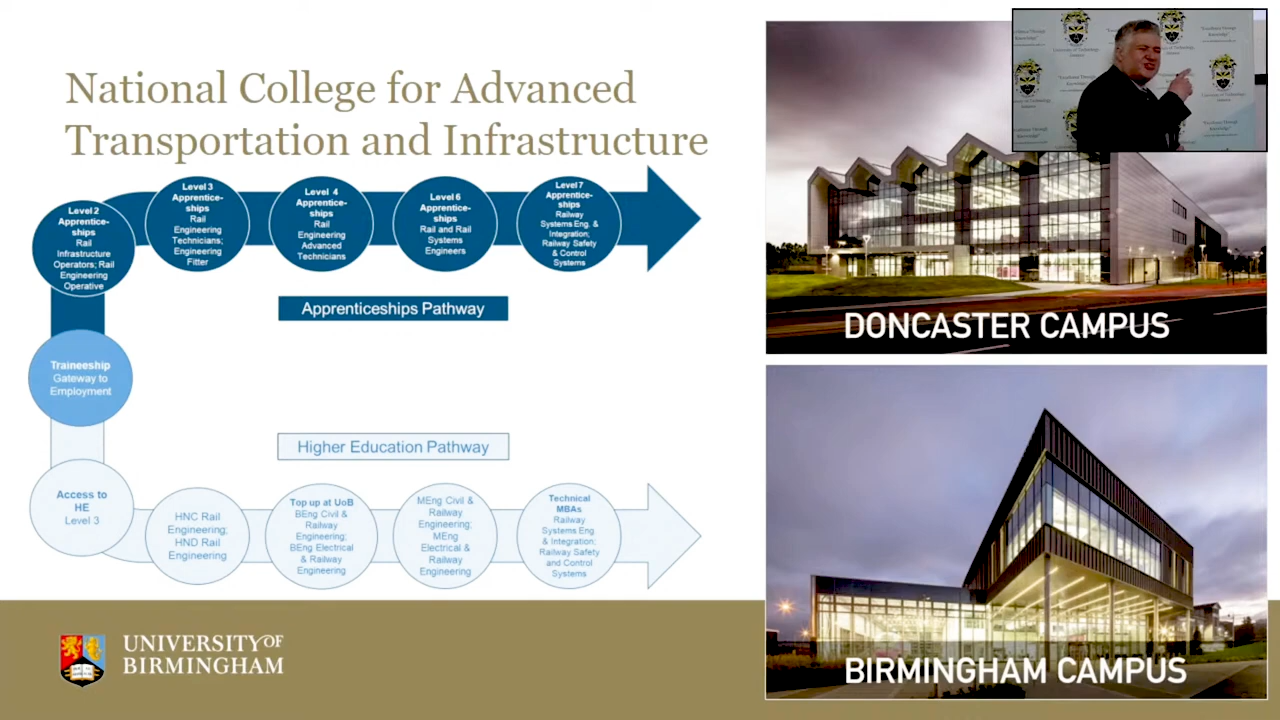 National College for Advanced
Transportation and Infrastructure
Level 2
Apprentice-
ships
Rail
Infrastructure
Operators; Rail
Engineering
Operative
Level 3
Apprentice-
ships
Rail
Engineering
Technicians;
Engineering
Fitter
Level 4
Apprentice-
ships
Rail
Engineering
Advanced
Technicians
Level 6
Apprentice-
ships
Rail and Rail
Systems
Engineers
Level7
Apprentice-
ships
Railway
Systems Eng. &
Integration;
Railway Safety
& Control
Systems
Apprenticeships Pathway
Traineeship
Gateway to
Employment
Higher Education Pathway
Access to
HE
Level 3
HNC Rail
Engineering;
HND Rail
Engineering
Top up at UoB
BEng Civil &
Railway
Engineering;
BEng Electrical
& Railway
Engineering
MEng Civil &
Railway
Engineering;
MEng
Electrical &
Railway
Engineering
Technical
MBAs
Railway
Systems Eng
& Integration;
Railway Safety
and Control
Systems
UNIVERSITY OF
BIRMINGHAM
DONCASTER CAMPUS
BIRMINGHAM CAMPUS